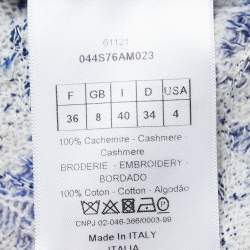 61121
044S76AM023
F GB I D USA
36 8 40 34 4
100% Cachemire - Cashmere
Cashmere
BRODERIE - EMBROIDERY -
BORDADO
100% Coton - Cotton - Algodão
CNPJ 02-046-366/0003-99
Made In ITALY
ITALIA